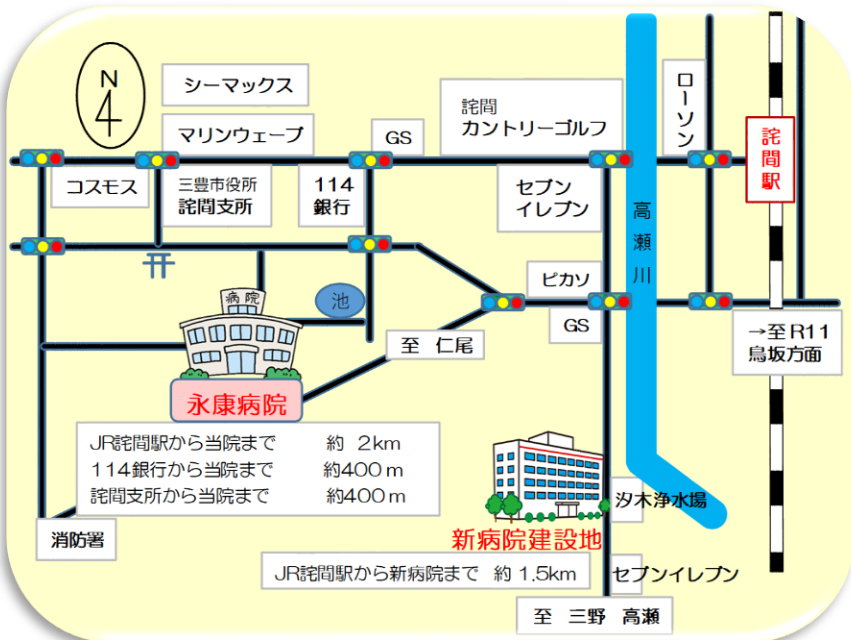 N
シーマックス
マリンウェーブ
GS
詫間
カントリーゴルフ
ローソン
詫間駅
コスモス
三豊市役所
詫間支所
114
銀行
セブン
イレブン
高瀬川
病院
池
ピカソ
GS
至 仁尾
→至R11
鳥坂方面
永康病院
JR詫間駅から当院まで 約 2km
114銀行から当院まで 約400m
詫間支所から当院まで 約400m
汐木浄水場
新病院建設地
消防署
JR詫間駅から新病院まで 約 1.5km
セブンイレブン
至 三野 高瀬